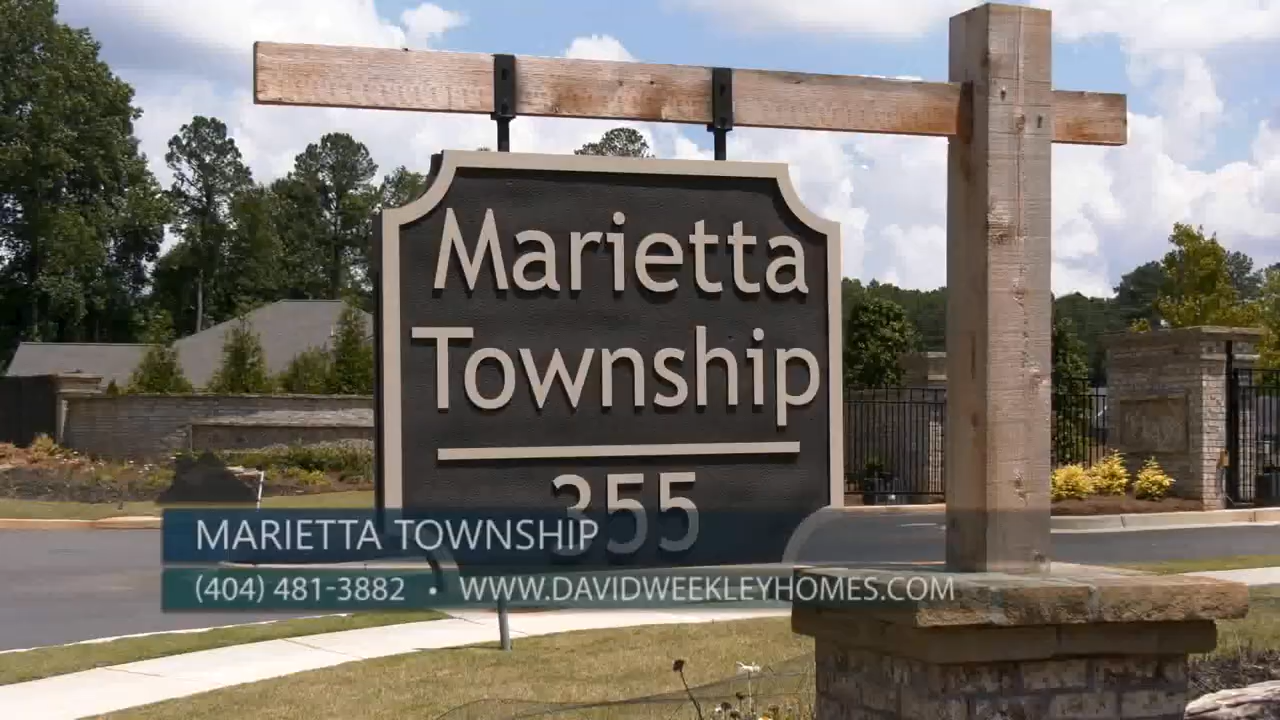 Marietta
Township
355
MARIETTA TOWNSHIP
(404) 481-3882 • WWW.DAVIDWEEKLEYHOMES.COM